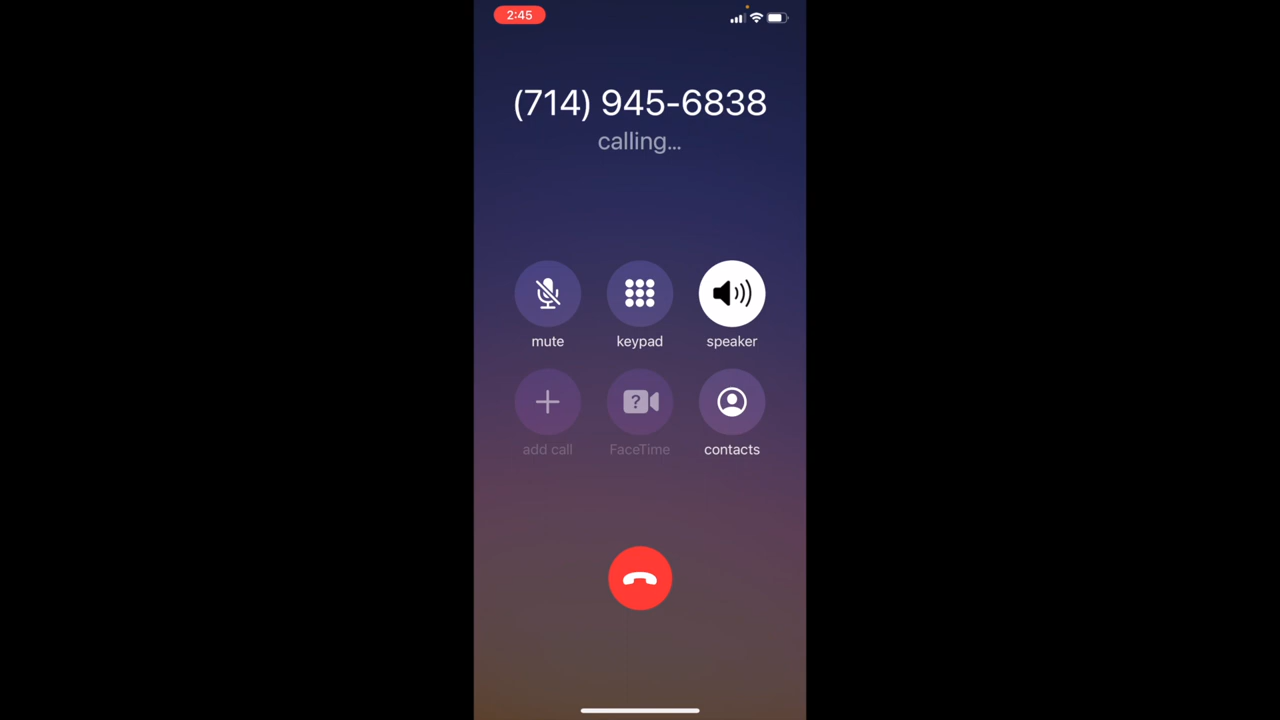 2:45
(714) 945-6838
calling...
mute keypad speaker
?
add call FaceTime contacts